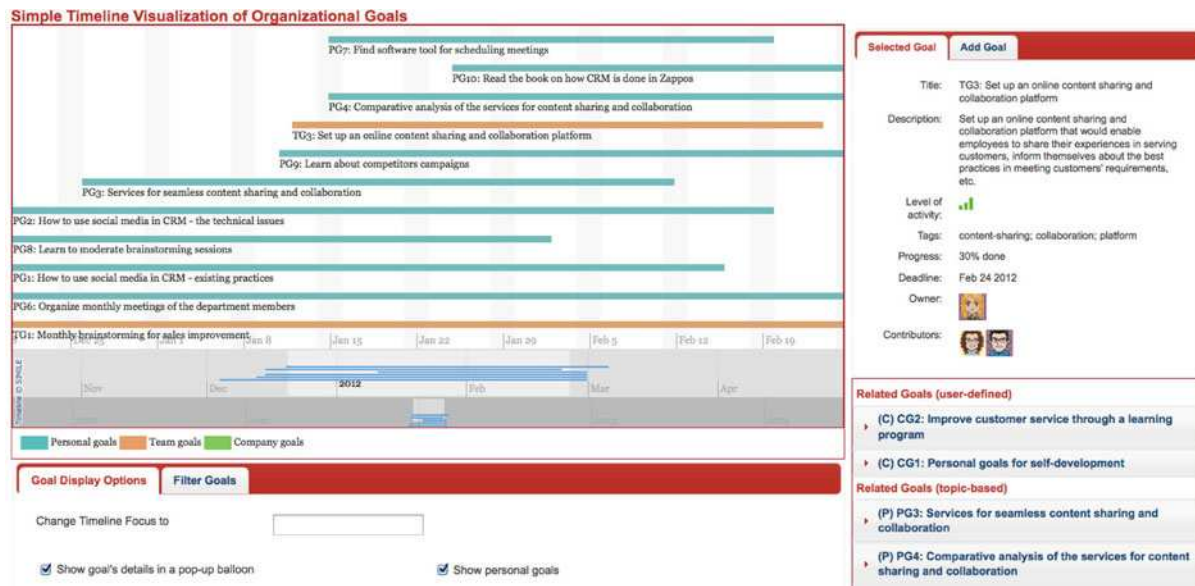 Simple Timeline Visualization of Organizational Goals
PG7: Find software tool for scheduling meetings
PG10: Read the book on how CRM is done in Zappos
PG4: Comparative analysis of the services for content sharing and collaboration
TG3: Set up an online content sharing and collaboration platform
PG9: Learn about competitors campaigns
PG3: Services for seamless content sharing and collaboration
PG2: How to use social media in CRM - the technical issues
PG8: Learn to moderate brainstorming sessions
PG1: How to use social media in CRM - existing practices
PG6: Organize monthly meetings of the department members
TG1: Monthly brainstorming for sales improvement
Dec 25 Jan 1 Jan 8 Jan 15 Jan 22 Jan 29 Feb 5 Feb 12 Feb 19
Nov Dec 2012 Feb Mar Apr
Timeline © SIMILE
Personal goals Team goals Company goals
Goal Display Options Filter Goals
Change Timeline Focus to
Show goal's details in a pop-up balloon Show personal goals
Selected Goal Add Goal
Title: TG3: Set up an online content sharing and
collaboration platform
Description: Set up an online content sharing and
collaboration platform that would enable
employees to share their experiences in serving
customers, inform themselves about the best
practices in meeting customers' requirements,
etc.
Level of
activity:
Tags: content-sharing; collaboration; platform
Progress: 30% done
Deadline: Feb 24 2012
Owner:
Contributors:
Related Goals (user-defined)
(C) CG2: Improve customer service through a learning
program
(C) CG1: Personal goals for self-development
Related Goals (topic-based)
(P) PG3: Services for seamless content sharing and
collaboration
(P) PG4: Comparative analysis of the services for content
sharing and collaboration